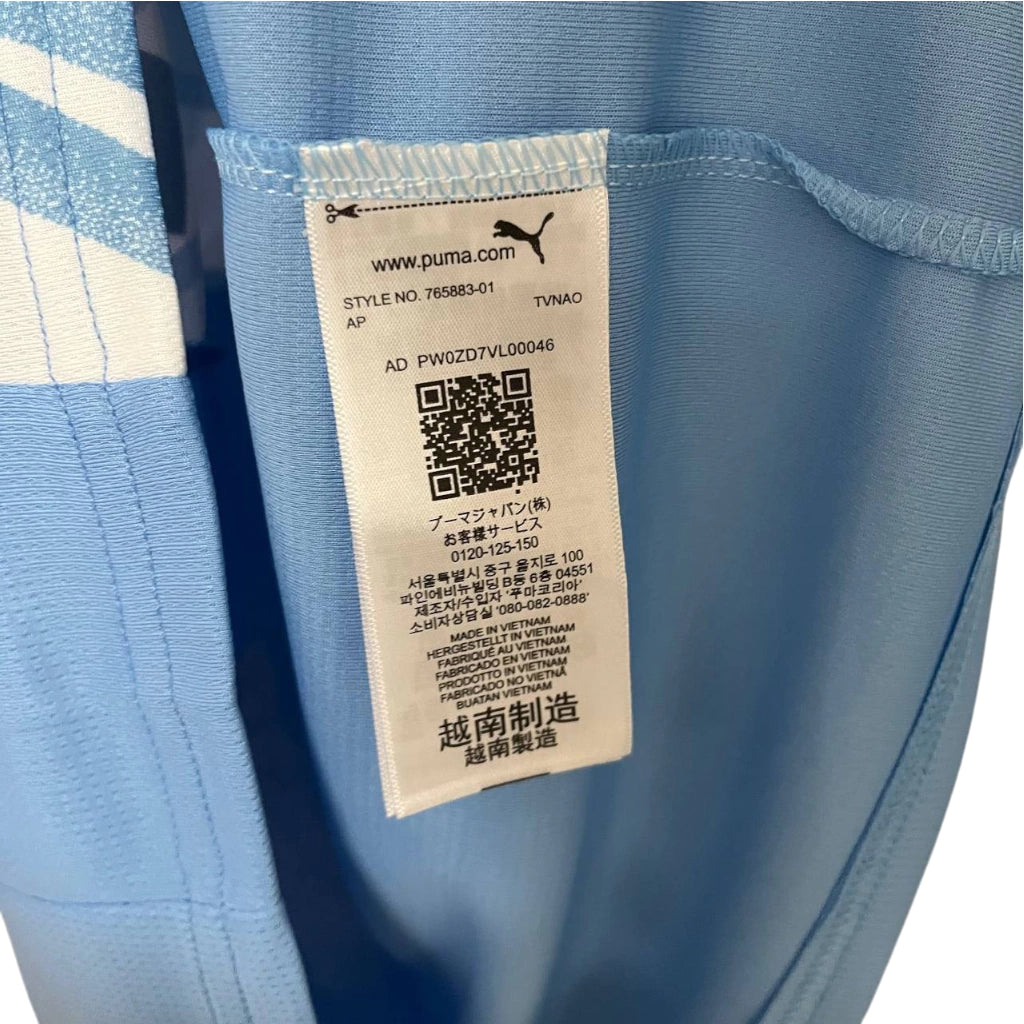 www.puma.com
STYLE NO. 765883-01
AP TVNAO
AD PW0ZD7VL00046
プーマジャパン(株)
お客様サービス
0120-125-150
서울특별시 중구 을지로 100
파인에비뉴빌딩 B동 6층 04551
제조자/수입자 '푸마코리아'
소비자상담실 '080-082-0888'
MADE IN VIETNAM
HERGESTELLT IN VIETNAM
FABRIQUÉ AU VIETNAM
FABRICADO EN VIETNAM
PRODOTTO IN VIETNAM
FABRICADO NO VIETNÃ
BUATAN VIETNAM
越南制造
越南製造